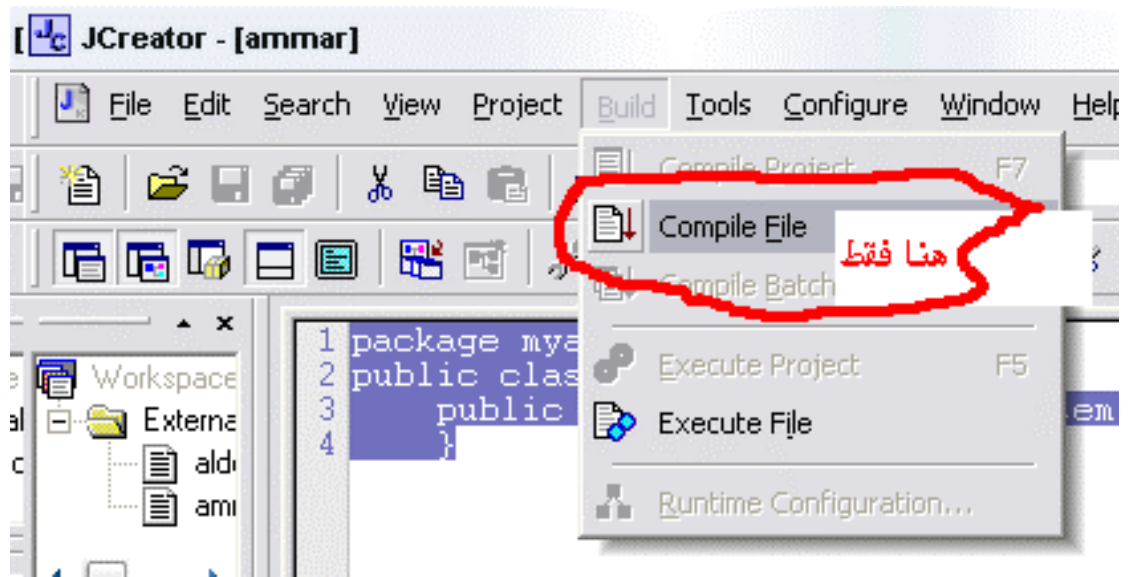 JCreator - [ammar]
File Edit Search View Project Build Tools Configure Window Help
Compile Project F7
Compile File
هنا فقط
Compile Batch
Execute Project F5
Execute File
Runtime Configuration...
Workspace
Externa
ald
am
1 package mya
2 public clas
3 public em
4 }